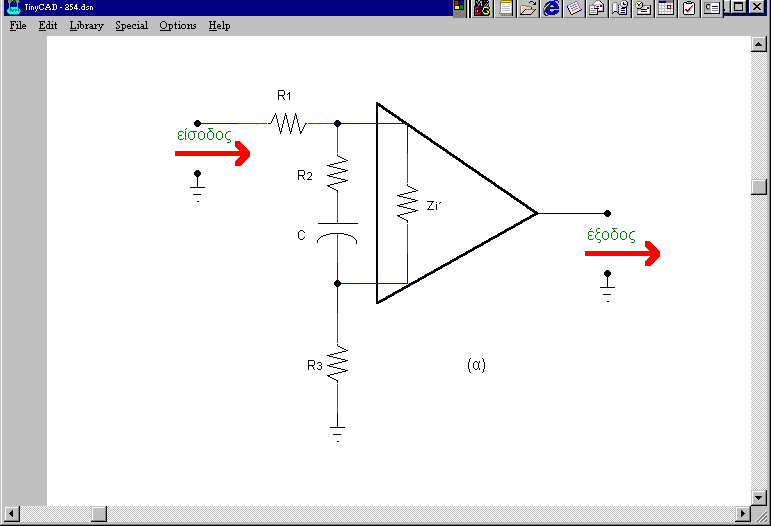 TinyCAD - 254.dsn
File Edit Library Special Options Help
R1
είσοδος
R2
Zi΄
C
έξοδος
R3
(α)